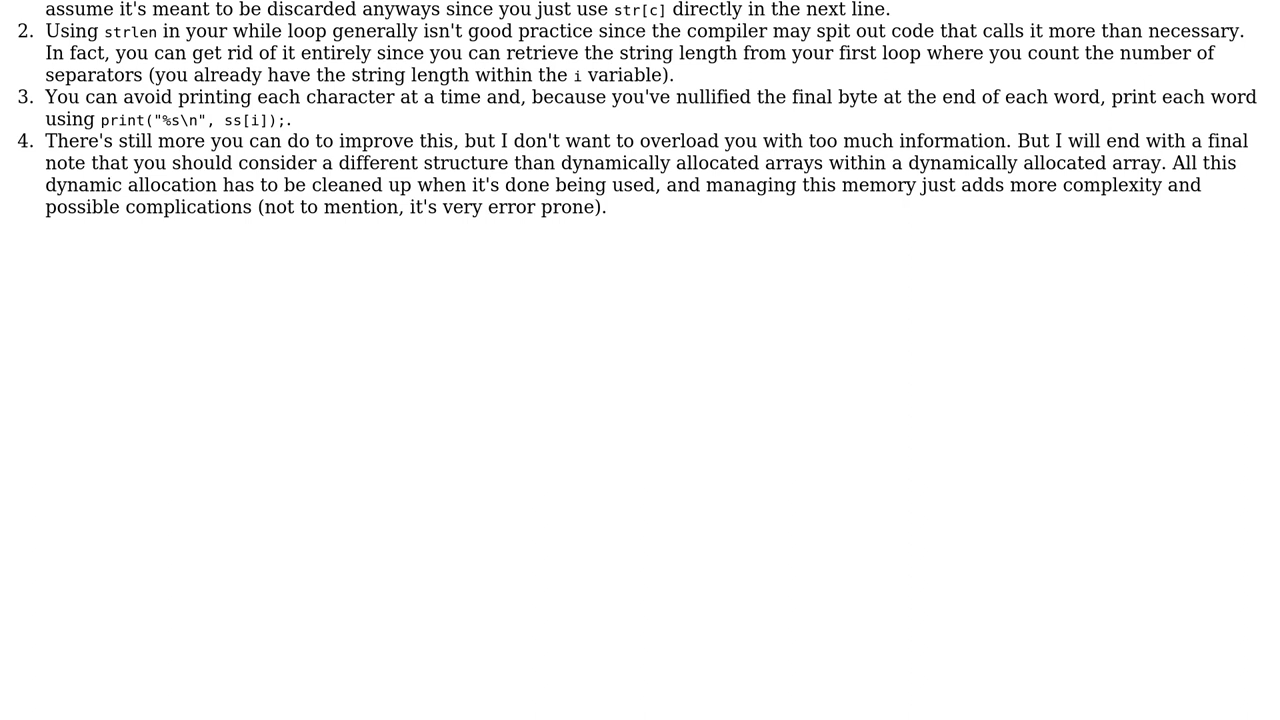 assume it's meant to be discarded anyways since you just use str[c] directly in the next line.
2. Using strlen in your while loop generally isn't good practice since the compiler may spit out code that calls it more than necessary.
In fact, you can get rid of it entirely since you can retrieve the string length from your first loop where you count the number of
separators (you already have the string length within the i variable).
3. You can avoid printing each character at a time and, because you've nullified the final byte at the end of each word, print each word
using print("%s\n", ss[i]);.
4. There's still more you can do to improve this, but I don't want to overload you with too much information. But I will end with a final
note that you should consider a different structure than dynamically allocated arrays within a dynamically allocated array. All this
dynamic allocation has to be cleaned up when it's done being used, and managing this memory just adds more complexity and
possible complications (not to mention, it's very error prone).